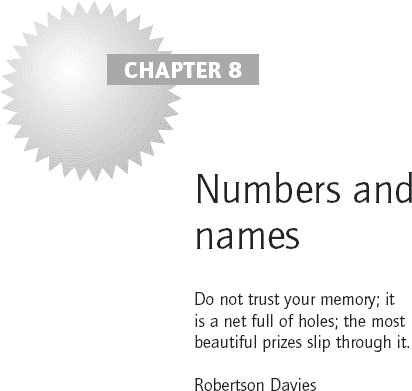 CHAPTER 8
Numbers and
names
Do not trust your memory; it
is a net full of holes; the most
beautiful prizes slip through it.
Robertson Davies